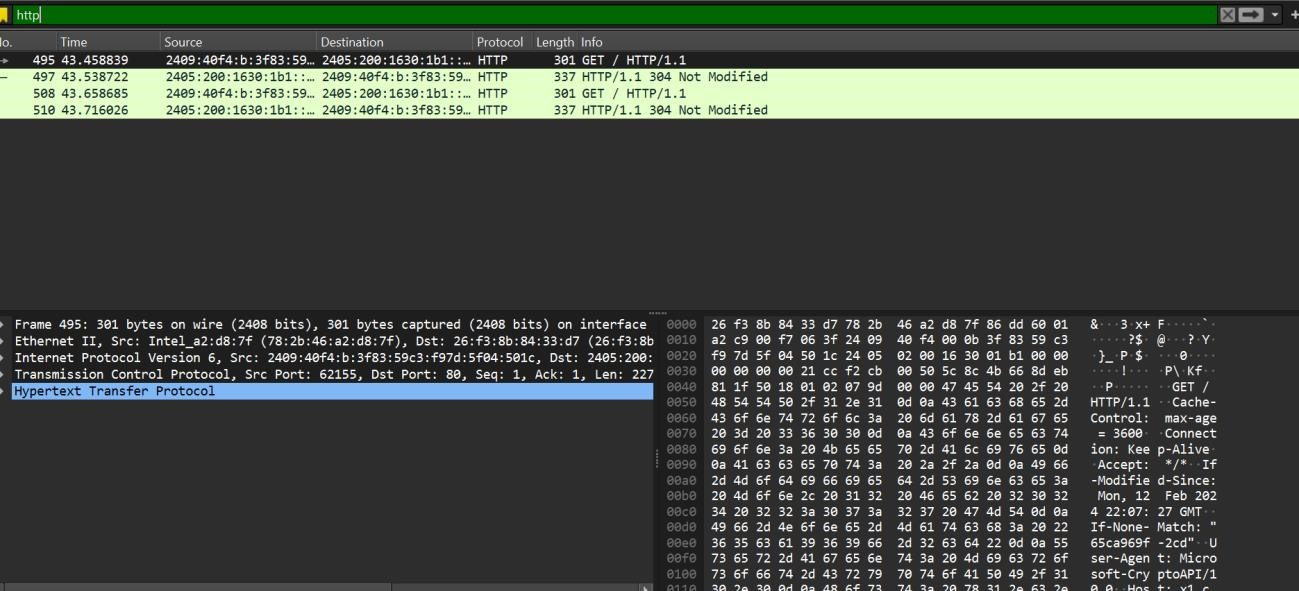 http
No. Time Source Destination Protocol Length Info
495 43.458839 2409:40f4:b:3f83:59… 2405:200:1630:1b1::… HTTP 301 GET / HTTP/1.1
497 43.538722 2405:200:1630:1b1::… 2409:40f4:b:3f83:59… HTTP 337 HTTP/1.1 304 Not Modified
508 43.658685 2409:40f4:b:3f83:59… 2405:200:1630:1b1::… HTTP 301 GET / HTTP/1.1
510 43.716026 2405:200:1630:1b1::… 2409:40f4:b:3f83:59… HTTP 337 HTTP/1.1 304 Not Modified
Frame 495: 301 bytes on wire (2408 bits), 301 bytes captured (2408 bits) on interface
Ethernet II, Src: Intel_a2:d8:7f (78:2b:46:a2:d8:7f), Dst: 26:f3:8b:84:33:d7 (26:f3:8b
Internet Protocol Version 6, Src: 2409:40f4:b:3f83:59c3:f97d:5f04:501c, Dst: 2405:200:
Transmission Control Protocol, Src Port: 62155, Dst Port: 80, Seq: 1, Ack: 1, Len: 227
Hypertext Transfer Protocol
0000 26 f3 8b 84 33 d7 78 2b 46 a2 d8 7f 86 dd 60 01 &···3·x+ F·····`·
0010 a2 c9 00 f7 06 3f 24 09 40 f4 00 0b 3f 83 59 c3 ·····?$· @···?·Y·
0020 f9 7d 5f 04 50 1c 24 05 02 00 16 30 01 b1 00 00 ·}_·P·$· ···0····
0030 00 00 00 00 21 cc f2 cb 00 50 5c 8c 4b 66 8d eb ····!··· ·P\·Kf··
0040 81 1f 50 18 01 02 07 9d 00 00 47 45 54 20 2f 20 ··P····· ··GET /
0050 48 54 54 50 2f 31 2e 31 0d 0a 43 61 63 68 65 2d HTTP/1.1 ··Cache-
0060 43 6f 6e 74 72 6f 6c 3a 20 6d 61 78 2d 61 67 65 Control: max-age
0070 20 3d 20 33 36 30 30 0d 0a 43 6f 6e 6e 65 63 74 = 3600· ·Connect
0080 69 6f 6e 3a 20 4b 65 65 70 2d 41 6c 69 76 65 0d ion: Kee p-Alive·
0090 0a 41 63 63 65 70 74 3a 20 2a 2f 2a 0d 0a 49 66 ·Accept: */*··If
00a0 2d 4d 6f 64 69 66 69 65 64 2d 53 69 6e 63 65 3a -Modifie d-Since:
00b0 20 4d 6f 6e 2c 20 31 32 20 46 65 62 20 32 30 32 Mon, 12 Feb 202
00c0 34 20 32 32 3a 30 37 3a 32 37 20 47 4d 54 0d 0a 4 22:07: 27 GMT··
00d0 49 66 2d 4e 6f 6e 65 2d 4d 61 74 63 68 3a 20 22 If-None- Match: "
00e0 36 35 63 61 39 36 39 66 2d 32 63 64 22 0d 0a 55 65ca969f -2cd"··U
00f0 73 65 72 2d 41 67 65 6e 74 3a 20 4d 69 63 72 6f ser-Agen t: Micro
0100 73 6f 66 74 2d 43 72 79 70 74 6f 41 50 49 2f 31 soft-Cry ptoAPI/1
0110 30 2e 30 0d 0a 48 6f 73 74 3a 20 78 31 2e 63 2e 0.0··Hos t: x1.c.